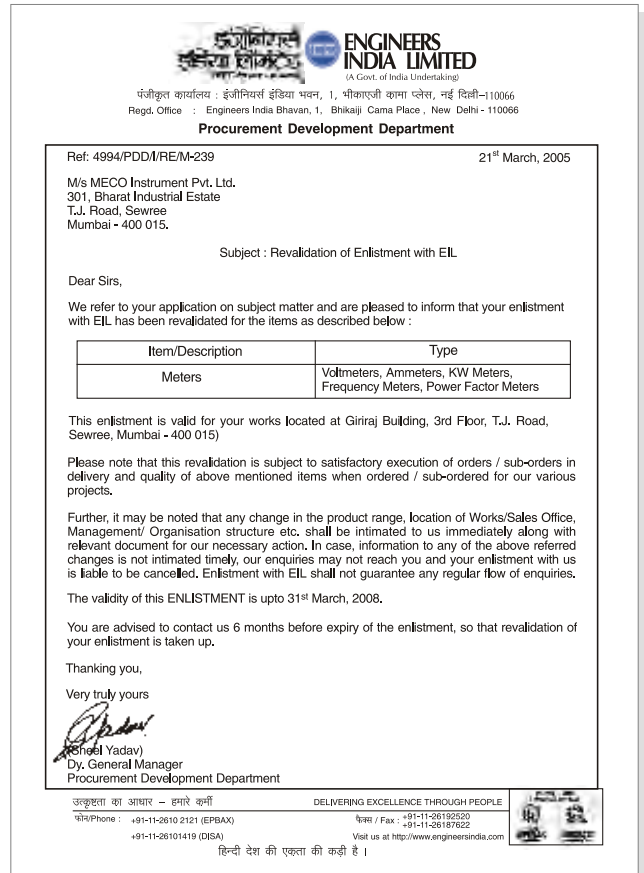 इंजीनियर्स
इंडिया लिमिटेड
ENGINEERS
INDIA LIMITED
(A Govt. of India Undertaking)
पंजीकृत कार्यालय : इंजीनियर्स इंडिया भवन, 1, भीकाएजी कामा प्लेस, नई दिल्ली–110066
Regd. Office : Engineers India Bhavan, 1, Bhikaiji Cama Place , New Delhi - 110066
Procurement Development Department
Ref: 4994/PDD/I/RE/M-239 21st March, 2005
M/s MECO Instrument Pvt. Ltd.
301, Bharat Industrial Estate
T.J. Road, Sewree
Mumbai - 400 015.
Subject : Revalidation of Enlistment with EIL
Dear Sirs,
We refer to your application on subject matter and are pleased to inform that your enlistment
with EIL has been revalidated for the items as described below :
Item/Description Type
Meters Voltmeters, Ammeters, KW Meters,
Frequency Meters, Power Factor Meters
This enlistment is valid for your works located at Giriraj Building, 3rd Floor, T.J. Road,
Sewree, Mumbai - 400 015)
Please note that this revalidation is subject to satisfactory execution of orders / sub-orders in
delivery and quality of above mentioned items when ordered / sub-ordered for our various
projects.
Further, it may be noted that any change in the product range, location of Works/Sales Office,
Management/ Organisation structure etc. shall be intimated to us immediately along with
relevant document for our necessary action. In case, information to any of the above referred
changes is not intimated timely, our enquiries may not reach you and your enlistment with us
is liable to be cancelled. Enlistment with EIL shall not guarantee any regular flow of enquiries.
The validity of this ENLISTMENT is upto 31st March, 2008.
You are advised to contact us 6 months before expiry of the enlistment, so that revalidation of
your enlistment is taken up.
Thanking you,
Very truly yours
(Sheel Yadav)
Dy. General Manager
Procurement Development Department
उत्कृष्टता का आधार – हमारे कर्मी DELIVERING EXCELLENCE THROUGH PEOPLE
फोन/Phone : +91-11-2610 2121 (EPBAX) फैक्स / Fax : +91-11-26192520
+91-11-26187622
+91-11-26101419 (DISA) Visit us at http://www.engineersindia.com
हिन्दी देश की एकता की कड़ी है ।